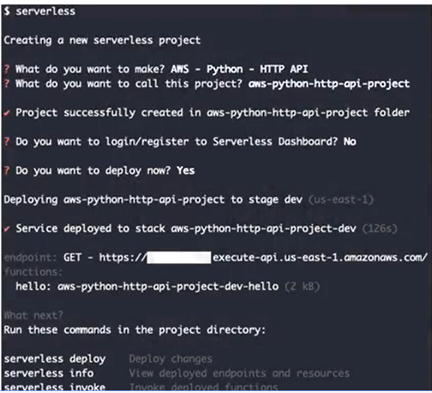 $ serverless
Creating a new serverless project
? What do you want to make? AWS - Python - HTTP API
? What do you want to call this project? aws-python-http-api-project
✔ Project successfully created in aws-python-http-api-project folder
? Do you want to login/register to Serverless Dashboard? No
? Do you want to deploy now? Yes
Deploying aws-python-http-api-project to stage dev (us-east-1)
✔ Service deployed to stack aws-python-http-api-project-dev (126s)
endpoint: GET - https:// execute-api.us-east-1.amazonaws.com/
functions:
hello: aws-python-http-api-project-dev-hello (2 kB)
What next?
Run these commands in the project directory:
serverless deploy Deploy changes
serverless info View deployed endpoints and resources
serverless invoke Invoke deployed functions